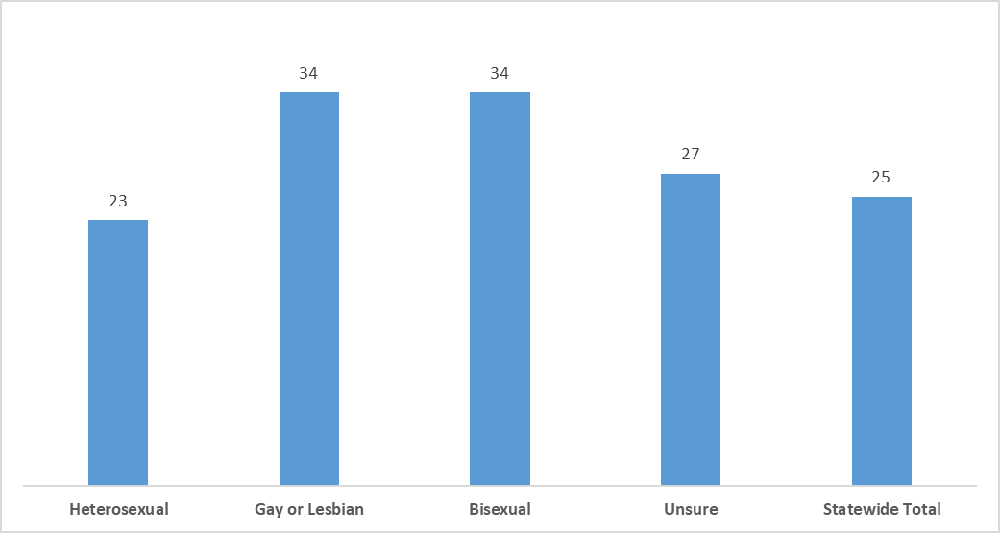 34
34
27
25
23
Heterosexual
Gay or Lesbian
Bisexual
Unsure
Statewide Total